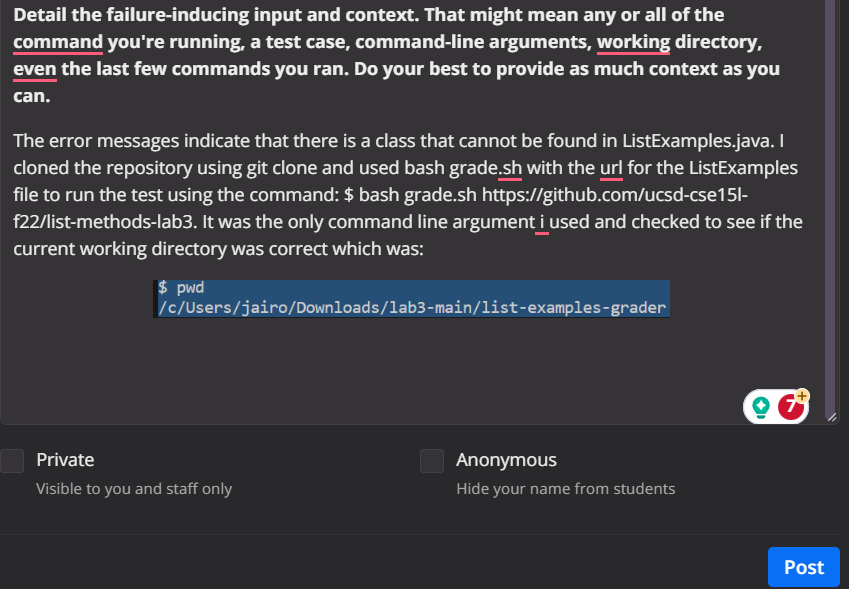 Detail the failure-inducing input and context. That might mean any or all of the
command you're running, a test case, command-line arguments, working directory,
even the last few commands you ran. Do your best to provide as much context as you
can.
The error messages indicate that there is a class that cannot be found in ListExamples.java. I
cloned the repository using git clone and used bash grade.sh with the url for the ListExamples
file to run the test using the command: $ bash grade.sh https://github.com/ucsd-cse15l-
f22/list-methods-lab3. It was the only command line argument i used and checked to see if the
current working directory was correct which was:
$ pwd
/c/Users/jairo/Downloads/lab3-main/list-examples-grader
7+
Private
Visible to you and staff only
Anonymous
Hide your name from students
Post